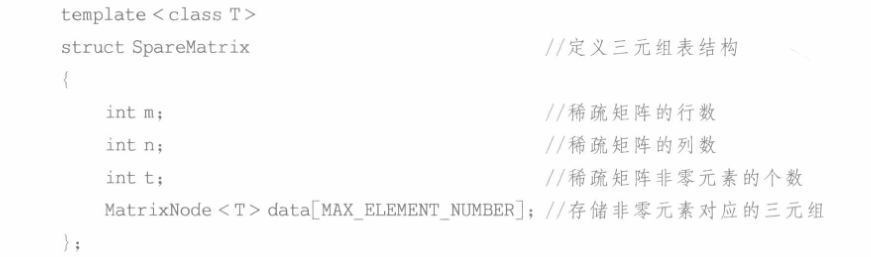 template <class T>
struct SpareMatrix //定义三元组表结构
{
int m; //稀疏矩阵的行数
int n; //稀疏矩阵的列数
int t; //稀疏矩阵非零元素的个数
MatrixNode <T> data[MAX_ELEMENT_NUMBER]; //存储非零元素对应的三元组
};